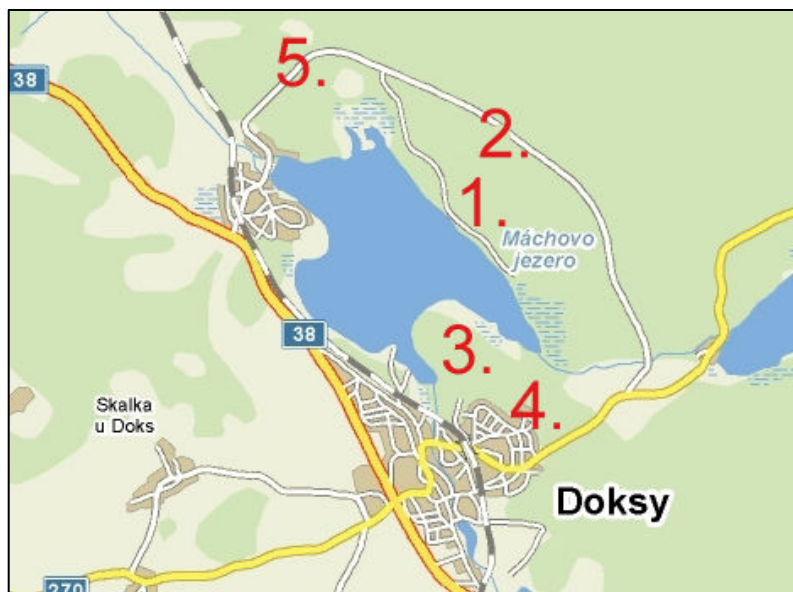 5.
38
2.
1.
Máchovo
jezero
38
3.
Skalka
u Doks
4.
Doksy
270